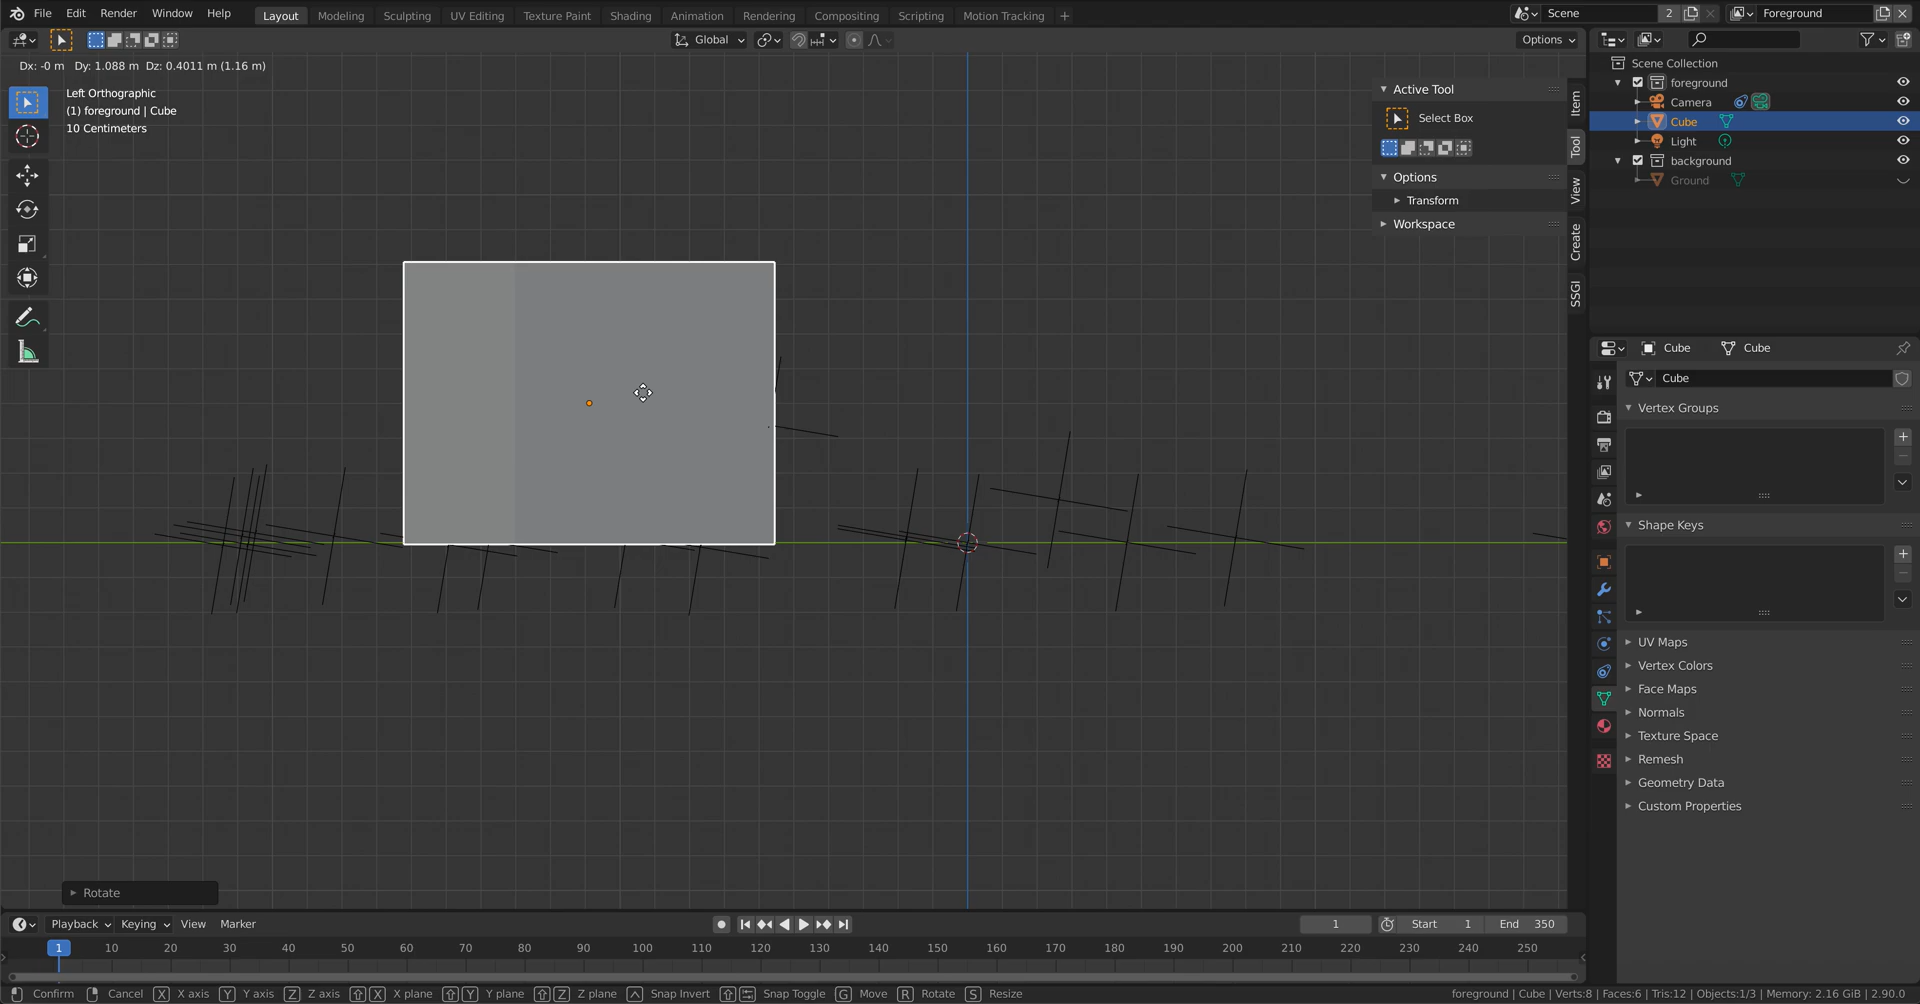 File Edit Render Window Help Layout Modeling Sculpting UV Editing Texture Paint Shading Animation Rendering Compositing Scripting Motion Tracking + Scene 2 Foreground
Global Options
Dx: -0 m Dy: 1.088 m Dz: 0.4011 m (1.16 m)
Left Orthographic
(1) foreground | Cube
10 Centimeters
Active Tool
Select Box
Options
Transform
Workspace
Item
Tool
View
Create
SSGI
Scene Collection
foreground
Camera
Cube
Light
background
Ground
Cube Cube
Cube
Vertex Groups
Shape Keys
UV Maps
Vertex Colors
Face Maps
Normals
Texture Space
Remesh
Geometry Data
Custom Properties
Rotate
Playback Keying View Marker 1 Start 1 End 350
1 10 20 30 40 50 60 70 80 90 100 110 120 130 140 150 160 170 180 190 200 210 220 230 240 250
Confirm Cancel X X axis Y Y axis Z Z axis X X plane Y Y plane Z Z plane Snap Invert Snap Toggle G Move R Rotate S Resize foreground | Cube | Verts:8 | Faces:6 | Tris:12 | Objects:1/3 | Memory: 2.16 GiB | 2.90.0